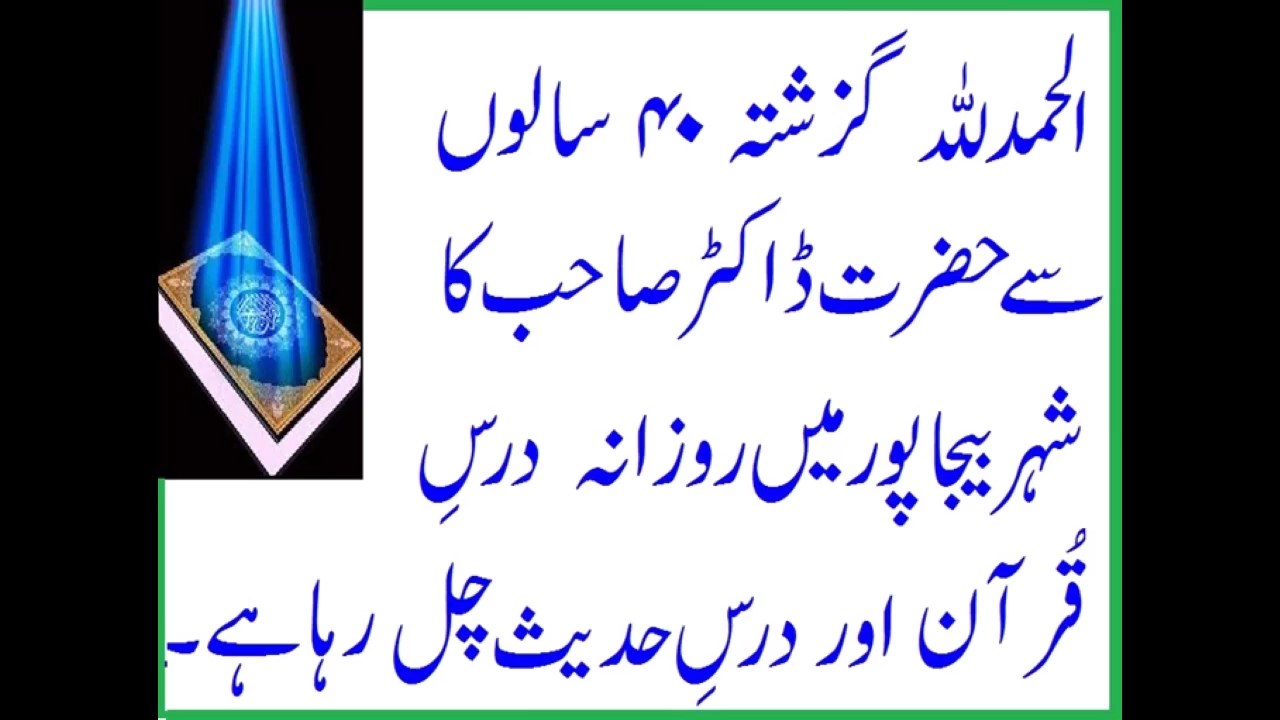 الحمدللہ گزشتہ ۴۰ سالوں
سے حضرت ڈاکٹر صاحب کا
شہر بیجاپور میں روزانہ درسِ
قُرآن اور درسِ حدیث چل رہا ہے۔